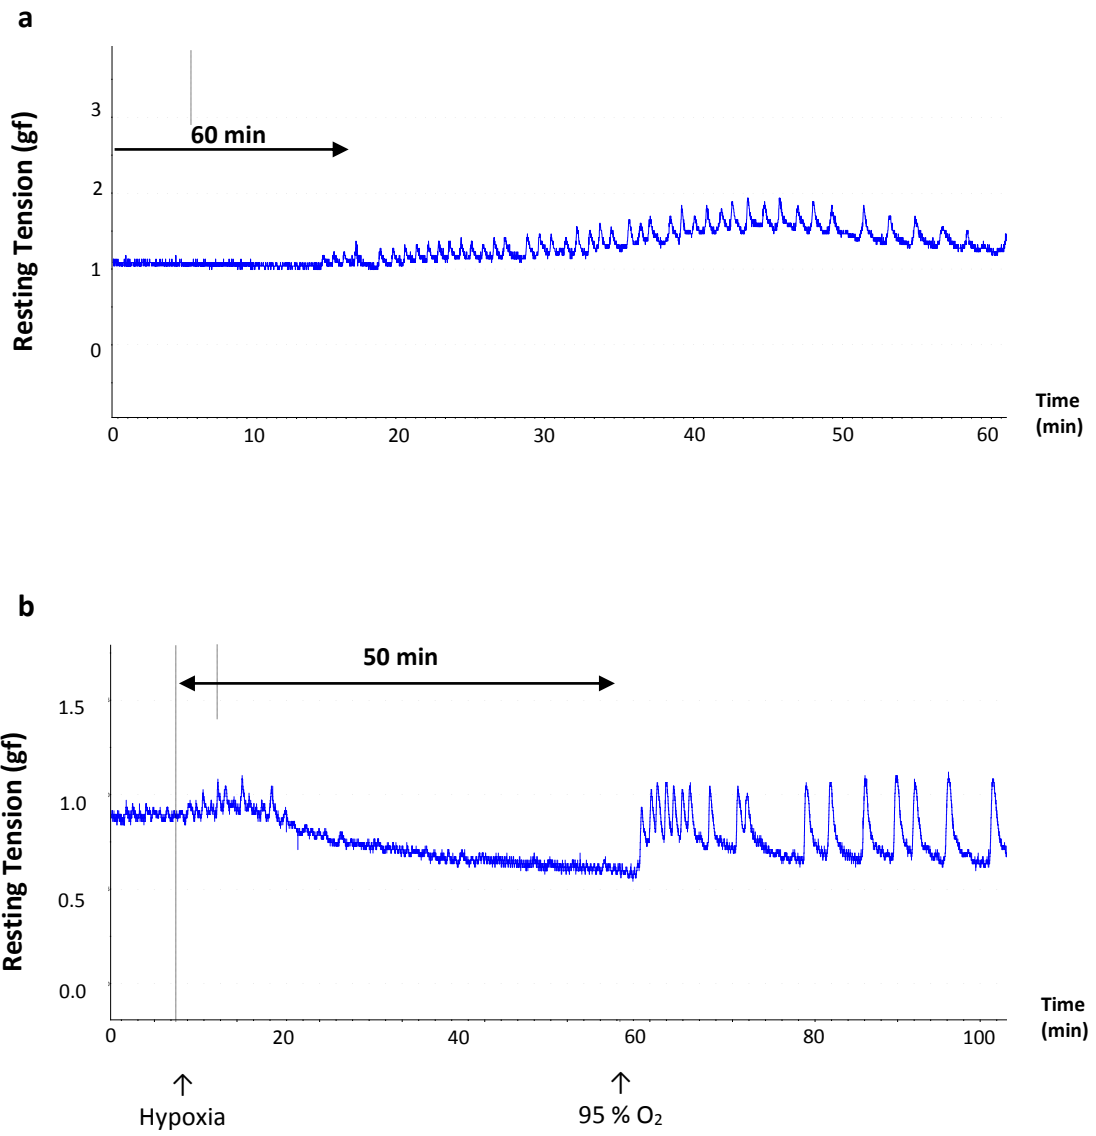 a
Resting Tension (gf)
3
2
1
0
60 min
0 10 20 30 40 50 60
Time
(min)
b
Resting Tension (gf)
1.5
1.0
0.5
0.0
50 min
0 20 40 60 80 100
Time
(min)
↑ ↑
Hypoxia 95 % O₂